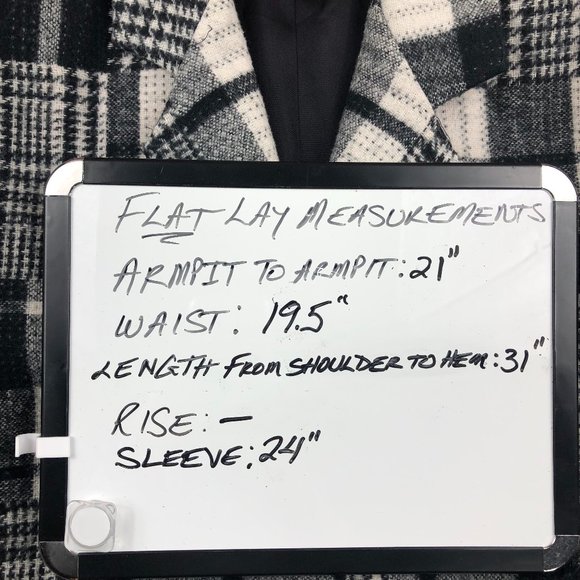 FLAT LAY MEASUREMENTS
ARMPIT TO ARMPIT: 21"
WAIST: 19.5"
LENGTH FROM SHOULDER TO HEM: 31"
RISE: —
SLEEVE: 24"